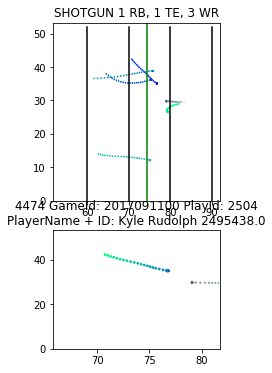 SHOTGUN 1 RB, 1 TE, 3 WR
50
40
30
20
10
0
60 70 80 90
4474 GameId: 2017091100 PlayId: 2504
PlayerName + ID: Kyle Rudolph 2495438.0
40
20
0
70 75 80